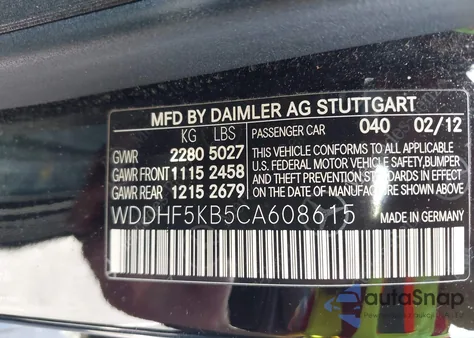 MFD BY DAIMLER AG STUTTGART
KG LBS PASSENGER CAR 040 02/12
GVWR 2280 5027
GAWR FRONT 1115 2458
GAWR REAR 1215 2679
THIS VEHICLE CONFORMS TO ALL APPLICABLE
U.S. FEDERAL MOTOR VEHICLE SAFETY, BUMPER
AND THEFT PREVENTION STANDARDS IN EFFECT
ON THE DATE OF MANUFACTURE SHOWN ABOVE.
WDDHF5KB5CA608615 MADE IN GERMANY
autaSnap